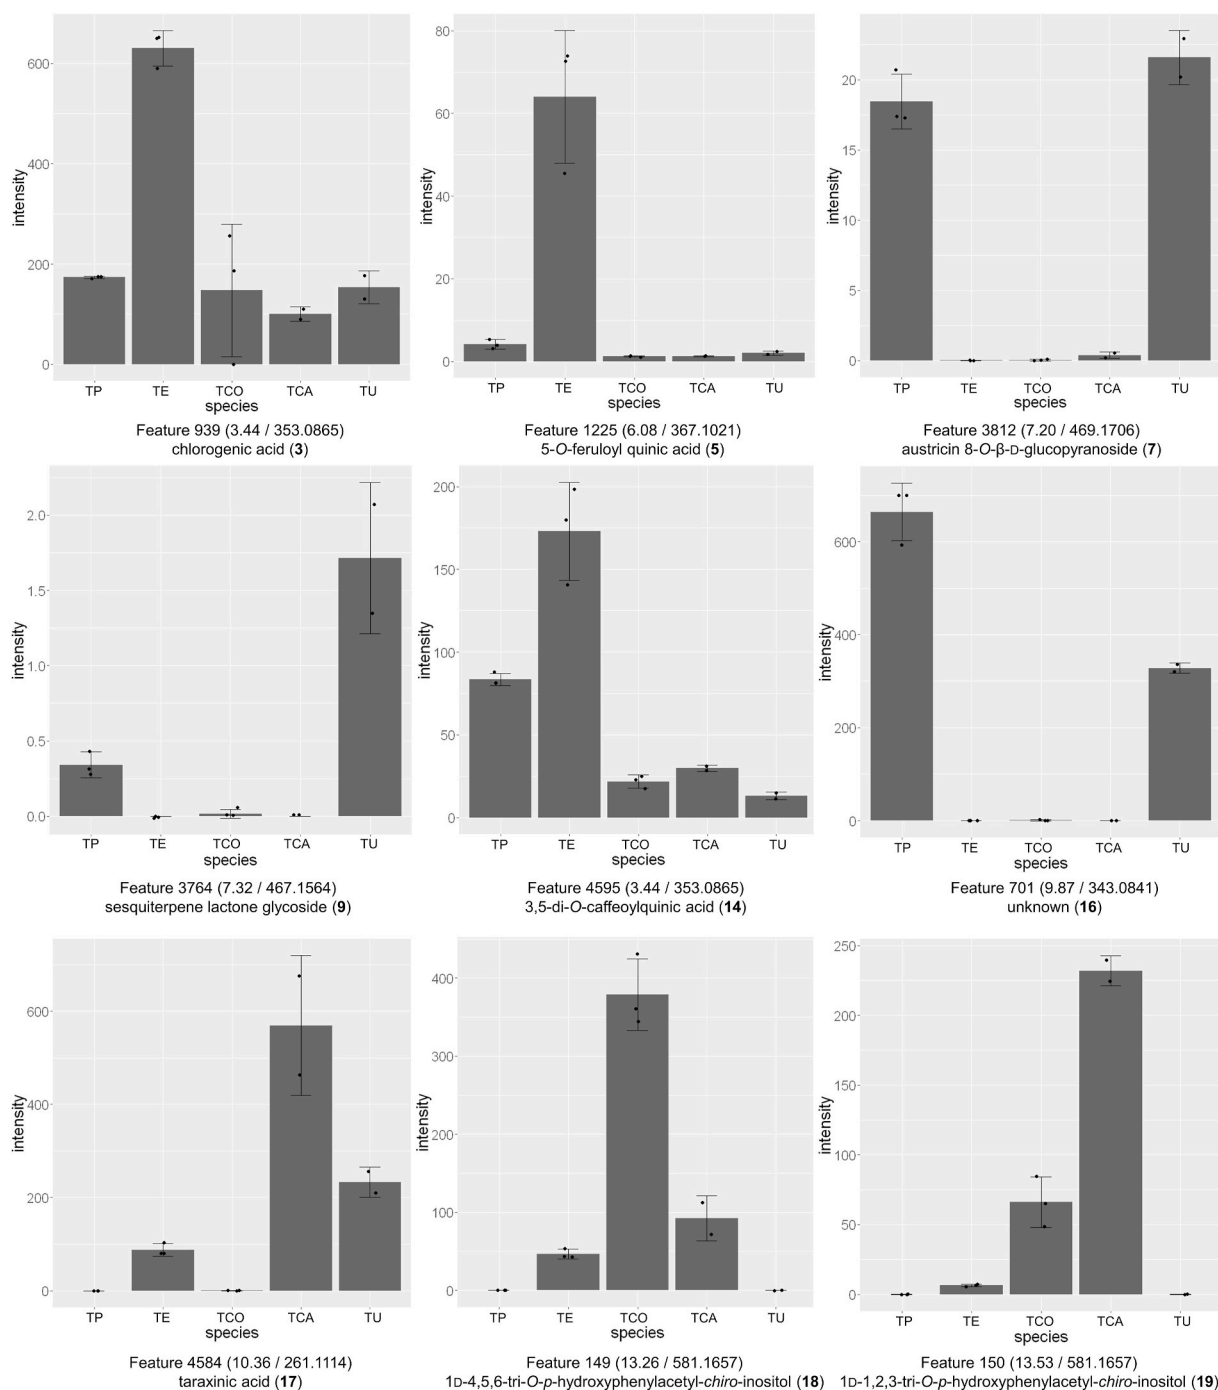 600
400
200
0
intensity
TP TE TCO TCA TU
species
Feature 939 (3.44 / 353.0865)
chlorogenic acid (3)
80
60
40
20
0
intensity
TP TE TCO TCA TU
species
Feature 1225 (6.08 / 367.1021)
5-O-feruloyl quinic acid (5)
20
15
10
5
0
intensity
TP TE TCO TCA TU
species
Feature 3812 (7.20 / 469.1706)
austricin 8-O-β-D-glucopyranoside (7)
2.0
1.5
1.0
0.5
0.0
intensity
TP TE TCO TCA TU
species
Feature 3764 (7.32 / 467.1564)
sesquiterpene lactone glycoside (9)
200
150
100
50
0
intensity
TP TE TCO TCA TU
species
Feature 4595 (3.44 / 353.0865)
3,5-di-O-caffeoylquinic acid (14)
600
400
200
0
intensity
TP TE TCO TCA TU
species
Feature 701 (9.87 / 343.0841)
unknown (16)
600
400
200
0
intensity
TP TE TCO TCA TU
species
Feature 4584 (10.36 / 261.1114)
taraxinic acid (17)
400
300
200
100
0
intensity
TP TE TCO TCA TU
species
Feature 149 (13.26 / 581.1657)
1D-4,5,6-tri-O-p-hydroxyphenylacetyl-chiro-inositol (18)
250
200
150
100
50
0
intensity
TP TE TCO TCA TU
species
Feature 150 (13.53 / 581.1657)
1D-1,2,3-tri-O-p-hydroxyphenylacetyl-chiro-inositol (19)